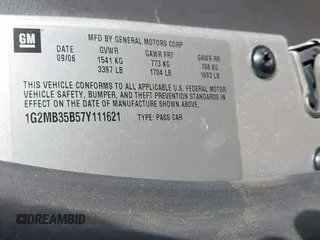 GM
MFD BY GENERAL MOTORS CORP
DATE GVWR GAWR FRT GAWR RR
09/06 1541 KG 773 KG 768 KG
3397 LB 1704 LB 1693 LB
THIS VEHICLE CONFORMS TO ALL APPLICABLE U.S. FEDERAL MOTOR
VEHICLE SAFETY, BUMPER, AND THEFT PREVENTION STANDARDS IN
EFFECT ON THE DATE OF MANUFACTURE SHOWN ABOVE.
1G2MB35B57Y111621 TYPE: PASS CAR
DREAMBID